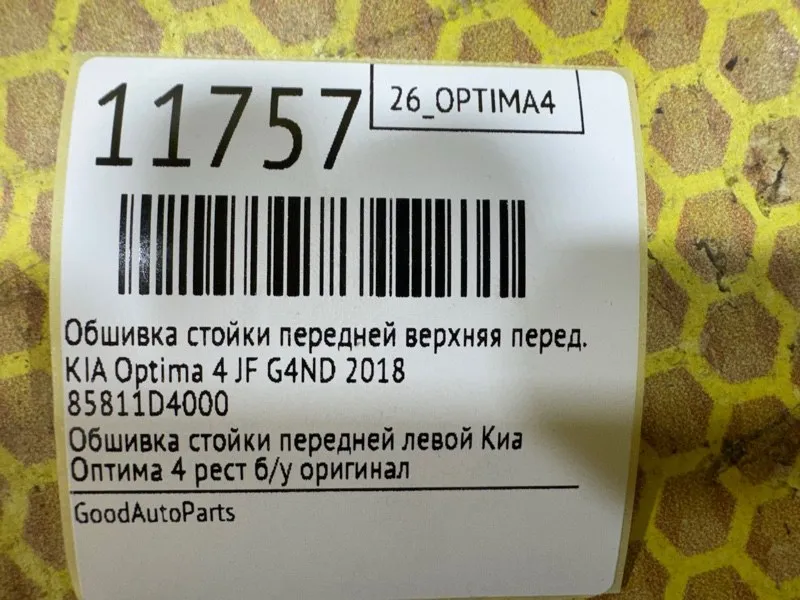 11757
26_OPTIMA4
Обшивка стойки передней верхняя перед.
KIA Optima 4 JF G4ND 2018
85811D4000
Обшивка стойки передней левой Киа
Оптима 4 рест б/у оригинал
GoodAutoParts